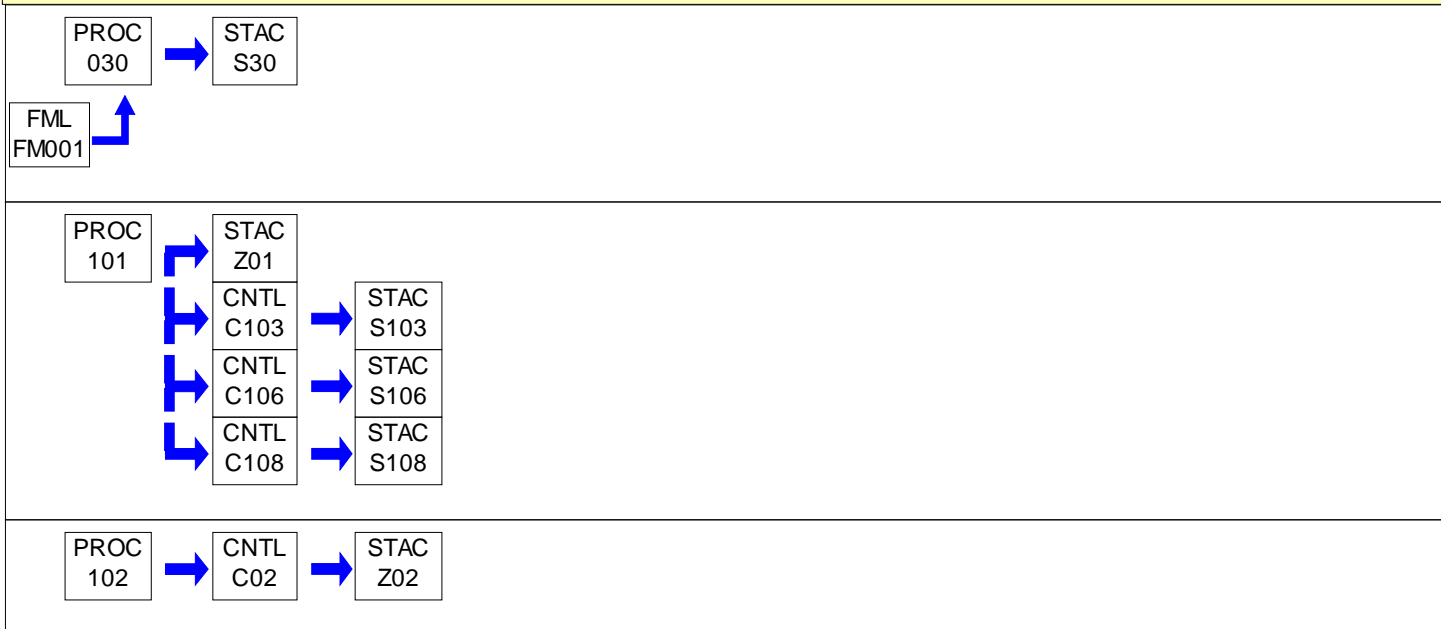 PROC STAC
030 S30
FML
FM001
PROC STAC
101 Z01
CNTL STAC
C103 S103
CNTL STAC
C106 S106
CNTL STAC
C108 S108
PROC CNTL STAC
102 C02 Z02